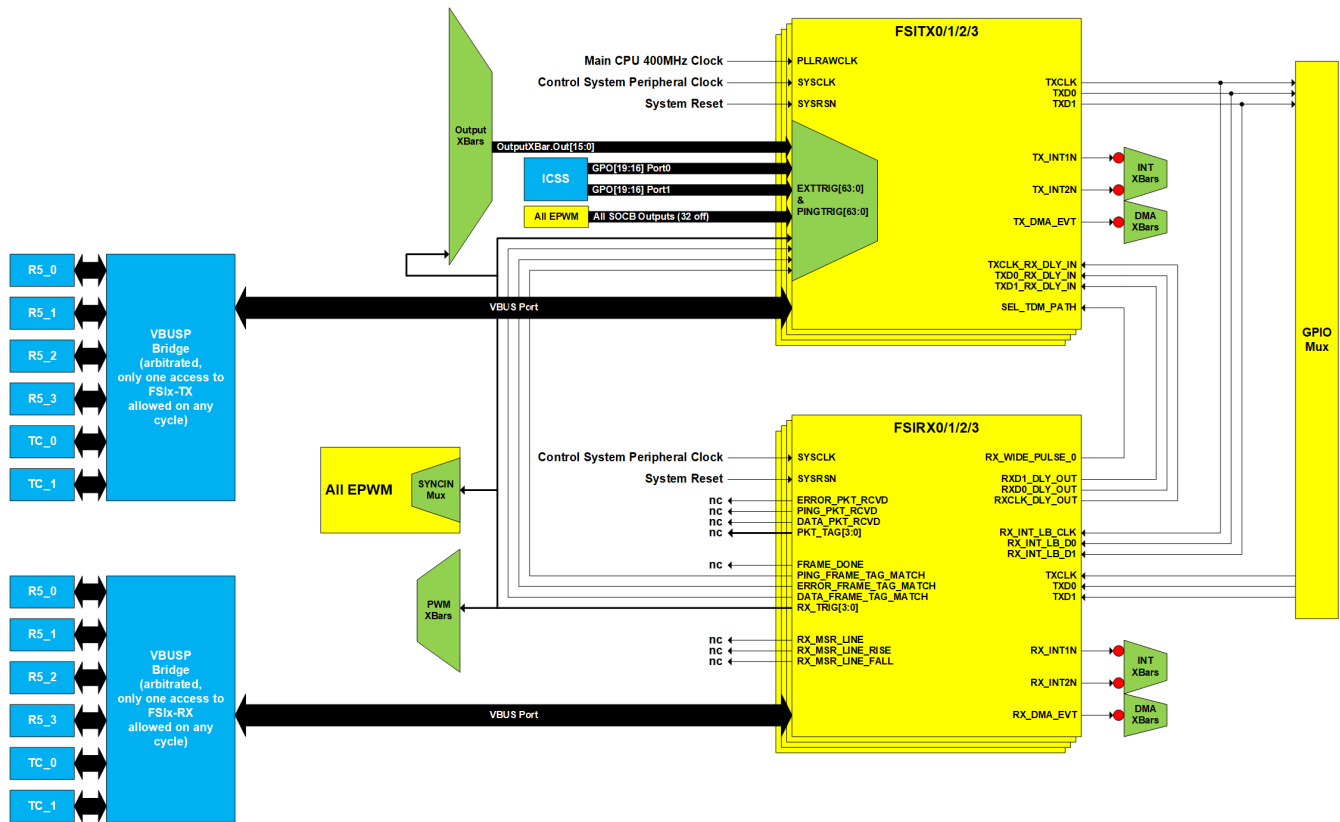 FSITX0/1/2/3
Main CPU 400MHz Clock
PLLRAWCLK
Control System Peripheral Clock
SYSCLK
TXCLK
TXD0
System Reset
SYSRSN
TXD1
Output
XBars
OutputXBar.Out[15:0]
ICSS
GPO[19:16] Port0
GPO[19:16] Port1
All EPWM
All SOCB Outputs (32 off)
EXTTRIG[63:0]
&
PINGTRIG[63:0]
TX_INT1N
TX_INT2N
INT
XBars
TX_DMA_EVT
DMA
XBars
TXCLK_RX_DLY_IN
TXD0_RX_DLY_IN
TXD1_RX_DLY_IN
SEL_TDM_PATH
GPIO
Mux
R5_0
R5_1
R5_2
R5_3
TC_0
TC_1
VBUSP
Bridge
(arbitrated,
only one access to
FSIx-TX
allowed on any
cycle)
VBUS Port
FSIRX0/1/2/3
Control System Peripheral Clock
SYSCLK
RX_WIDE_PULSE_0
System Reset
SYSRSN
RXD1_DLY_OUT
RXD0_DLY_OUT
RXCLK_DLY_OUT
All EPWM
SYNCIN
Mux
nc
ERROR_PKT_RCVD
nc
PING_PKT_RCVD
nc
DATA_PKT_RCVD
nc
PKT_TAG[3:0]
RX_INT_LB_CLK
RX_INT_LB_D0
RX_INT_LB_D1
nc
FRAME_DONE
PING_FRAME_TAG_MATCH
ERROR_FRAME_TAG_MATCH
DATA_FRAME_TAG_MATCH
RX_TRIG[3:0]
TXCLK
TXD0
TXD1
PWM
XBars
nc
RX_MSR_LINE
nc
RX_MSR_LINE_RISE
nc
RX_MSR_LINE_FALL
RX_INT1N
RX_INT2N
INT
XBars
RX_DMA_EVT
DMA
XBars
R5_0
R5_1
R5_2
R5_3
TC_0
TC_1
VBUSP
Bridge
(arbitrated,
only one access to
FSIx-RX
allowed on any
cycle)
VBUS Port